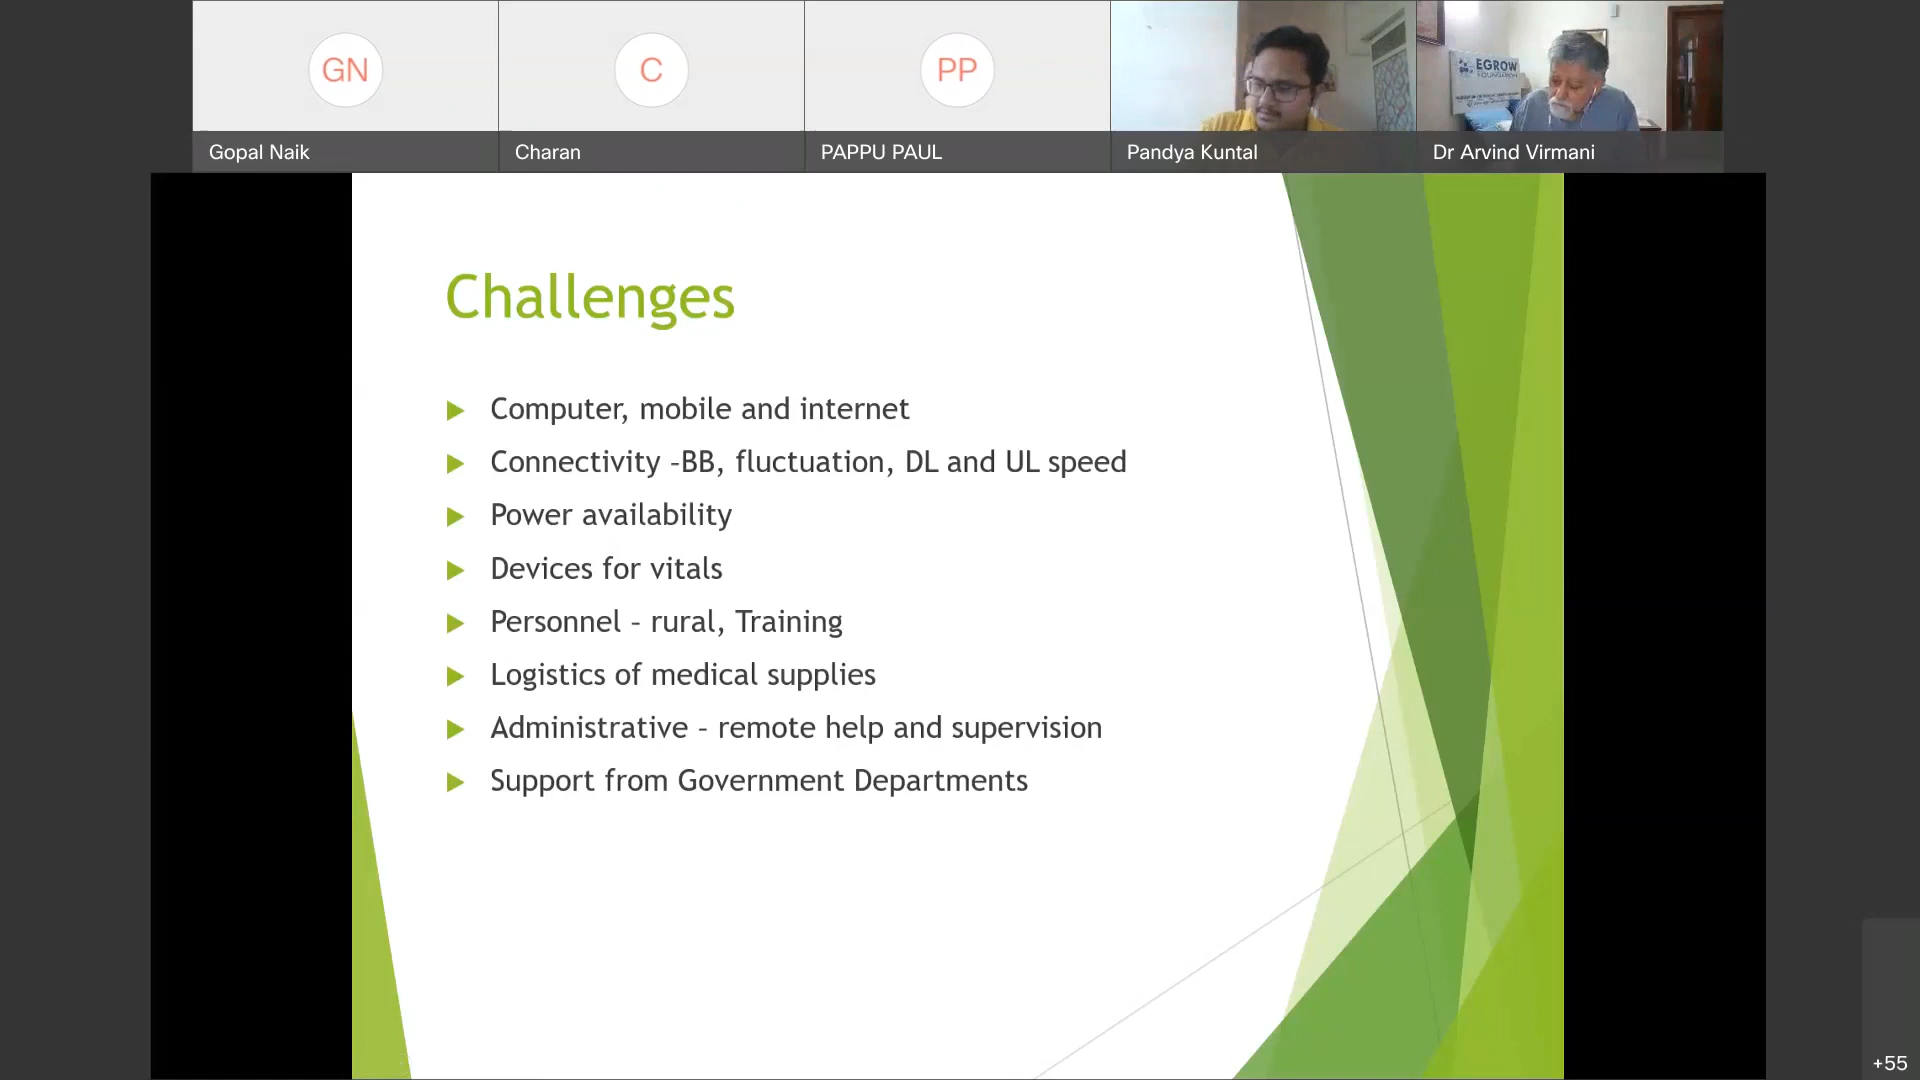 GN
C
PP
EGROW
FOUNDATION
Gopal Naik
Charan
PAPPU PAUL
Pandya Kuntal
Dr Arvind Virmani
Challenges
Computer, mobile and internet
Connectivity –BB, fluctuation, DL and UL speed
Power availability
Devices for vitals
Personnel – rural, Training
Logistics of medical supplies
Administrative – remote help and supervision
Support from Government Departments
+55